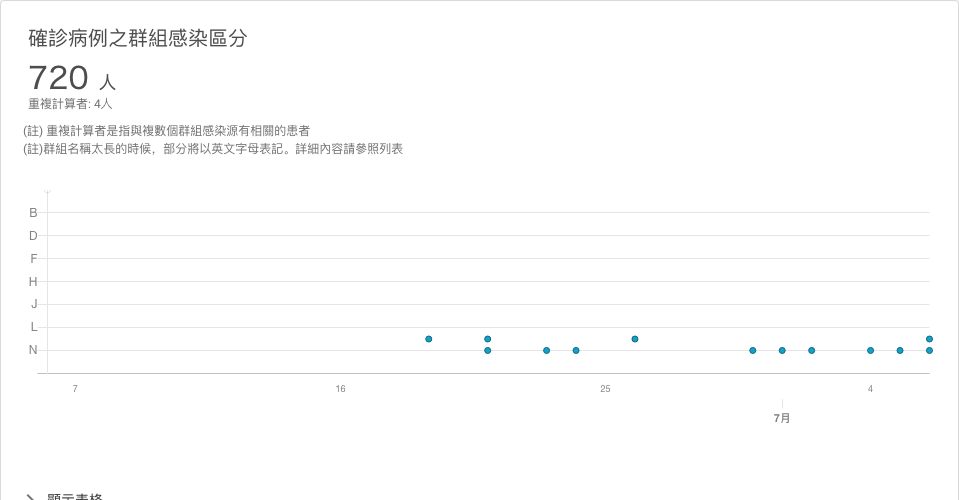 確診病例之群組感染區分
720 人
重複計算者: 4人
(註) 重複計算者是指與複數個群組感染源有相關的患者
(註)群組名稱太長的時候，部分將以英文字母表記。詳細內容請參照列表
B
D
F
H
J
L
N
7 16 25 4
7月
顯示表格